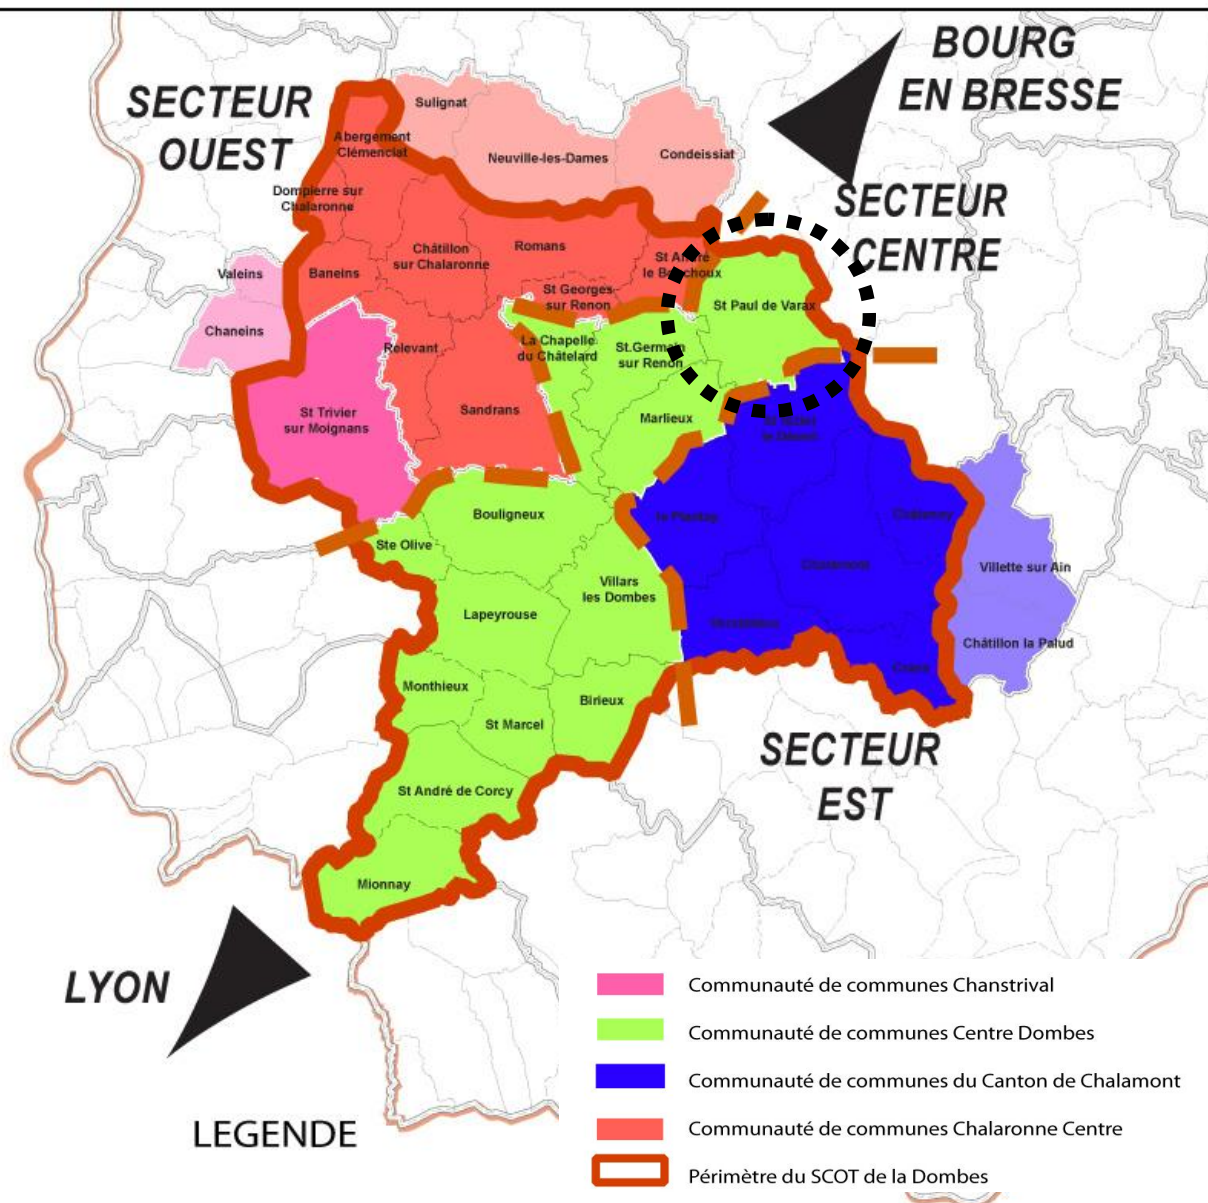 BOURG
EN BRESSE
SECTEUR
OUEST
Sulignat
Abergement
Clémenciat
Neuville-les-Dames
Condeissiat
Dompierre sur
Chalaronne
SECTEUR
CENTRE
Châtillon
sur Chalaronne
Romans
Valeins
Baneins
St Georges
sur Renon
St Paul de Varax
Chaneins
Relevant
La Chapelle
du Châtelard
St.Germain
sur Renon
St Trivier
sur Moignans
Sandrans
Marlieux
Bouligneux
le Plantay
Châtenay
Ste Olive
Villars
les Dombes
Chalamont
Villette sur Ain
Lapeyrouse
Châtillon la Palud
Crans
Monthieux
St Marcel
Birieux
SECTEUR
EST
St André de Corcy
Mionnay
LYON
LEGENDE
Communauté de communes Chanstrival
Communauté de communes Centre Dombes
Communauté de communes du Canton de Chalamont
Communauté de communes Chalaronne Centre
Périmètre du SCOT de la Dombes